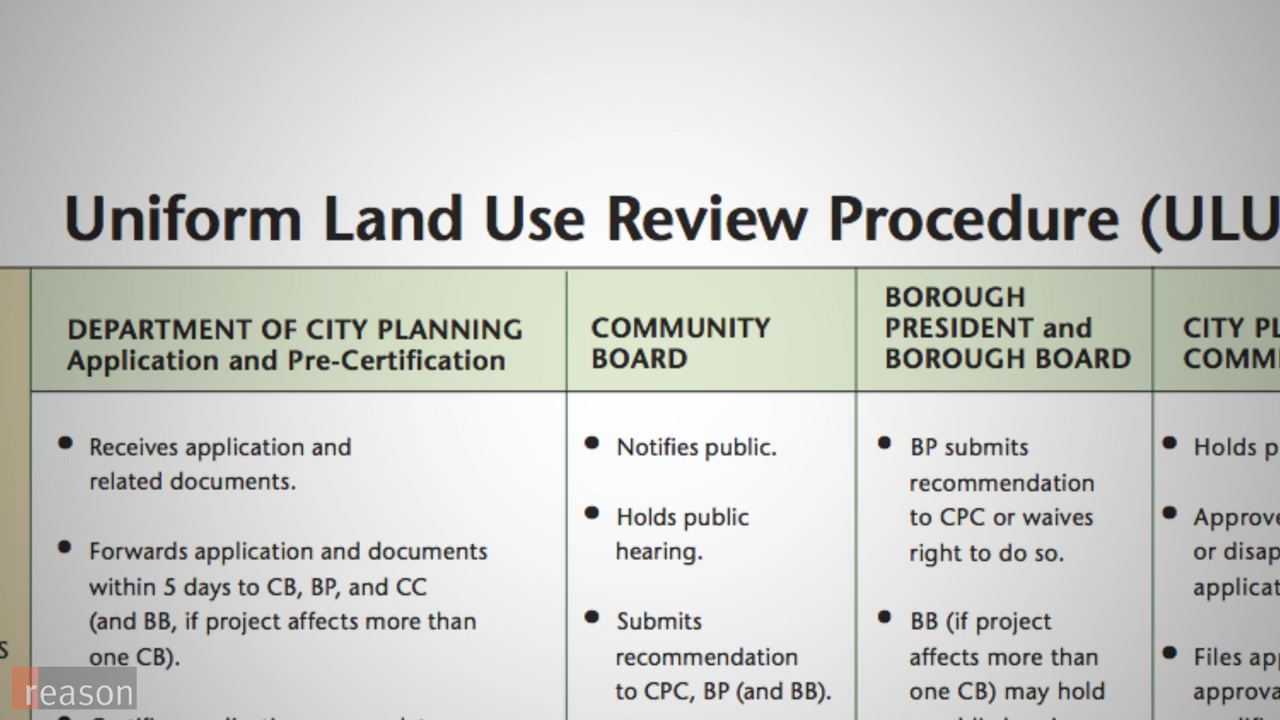 Uniform Land Use Review Procedure (ULU
DEPARTMENT OF CITY PLANNING
Application and Pre-Certification
Receives application and
related documents.
Forwards application and documents
within 5 days to CB, BP, and CC
(and BB, if project affects more than
one CB).
COMMUNITY
BOARD
Notifies public.
Holds public
hearing.
Submits
recommendation
to CPC, BP (and BB).
BOROUGH
PRESIDENT and
BOROUGH BOARD
BP submits
recommendation
to CPC or waives
right to do so.
BB (if project
affects more than
one CB) may hold
CITY PL
COMM
Holds p
Approve
or disap
applicat
Files app
approva
s
reason